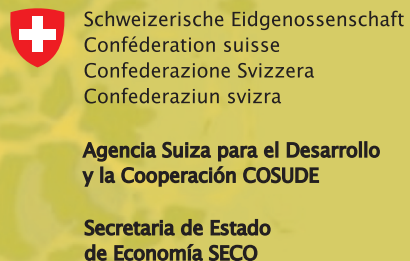 Schweizerische Eidgenossenschaft
Confédération suisse
Confederazione Svizzera
Confederaziun svizra
Agencia Suiza para el Desarrollo
y la Cooperación COSUDE
Secretaria de Estado
de Economía SECO